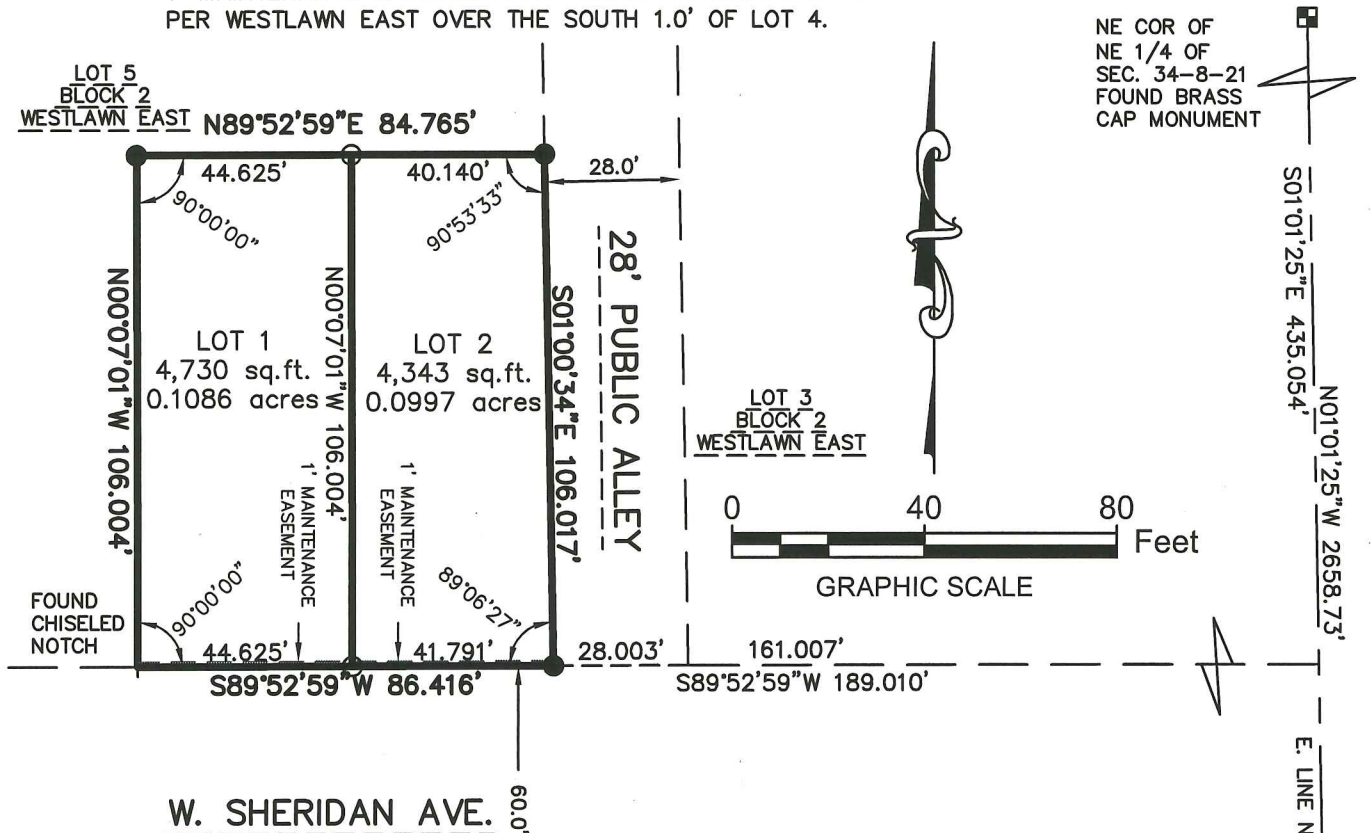 PER WESTLAWN EAST OVER THE SOUTH 1.0' OF LOT 4.
NE COR OF
NE 1/4 OF
SEC. 34-8-21
FOUND BRASS
CAP MONUMENT
LOT 5
BLOCK 2
WESTLAWN EAST
N89°52'59"E 84.765'
44.625'
40.140'
28.0'
90°00'00"
90°53'33"
N00°07'01"W 106.004'
LOT 1
4,730 sq.ft.
0.1086 acres
N00°07'01"W 106.004'
LOT 2
4,343 sq.ft.
0.0997 acres
S01°00'34"E 106.017'
28' PUBLIC ALLEY
S01°01'25"E 435.054'
N01°01'25"W 2658.73'
LOT 3
BLOCK 2
WESTLAWN EAST
0 40 80
Feet
GRAPHIC SCALE
1' MAINTENANCE
EASEMENT
1' MAINTENANCE
EASEMENT
FOUND
CHISELED
NOTCH
90°00'00"
89°06'27"
44.625'
41.791'
28.003'
161.007'
S89°52'59"W 86.416'
S89°52'59"W 189.010'
W. SHERIDAN AVE.
60.0'
E. LINE N